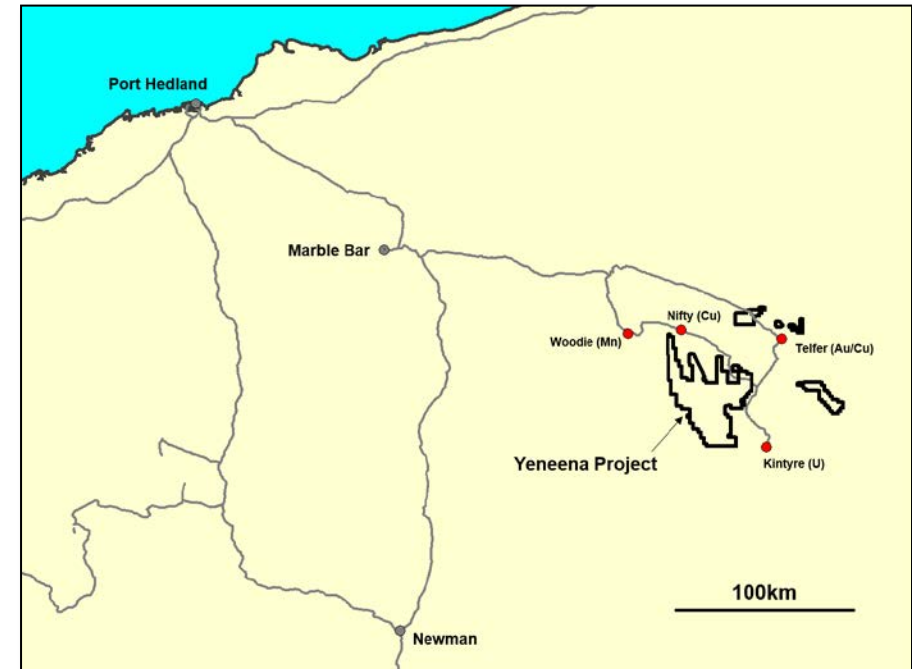 Port Hedland
Marble Bar
Nifty (Cu)
Woodie (Mn)
Telfer (Au/Cu)
Yeneena Project
Kintyre (U)
100km
Newman